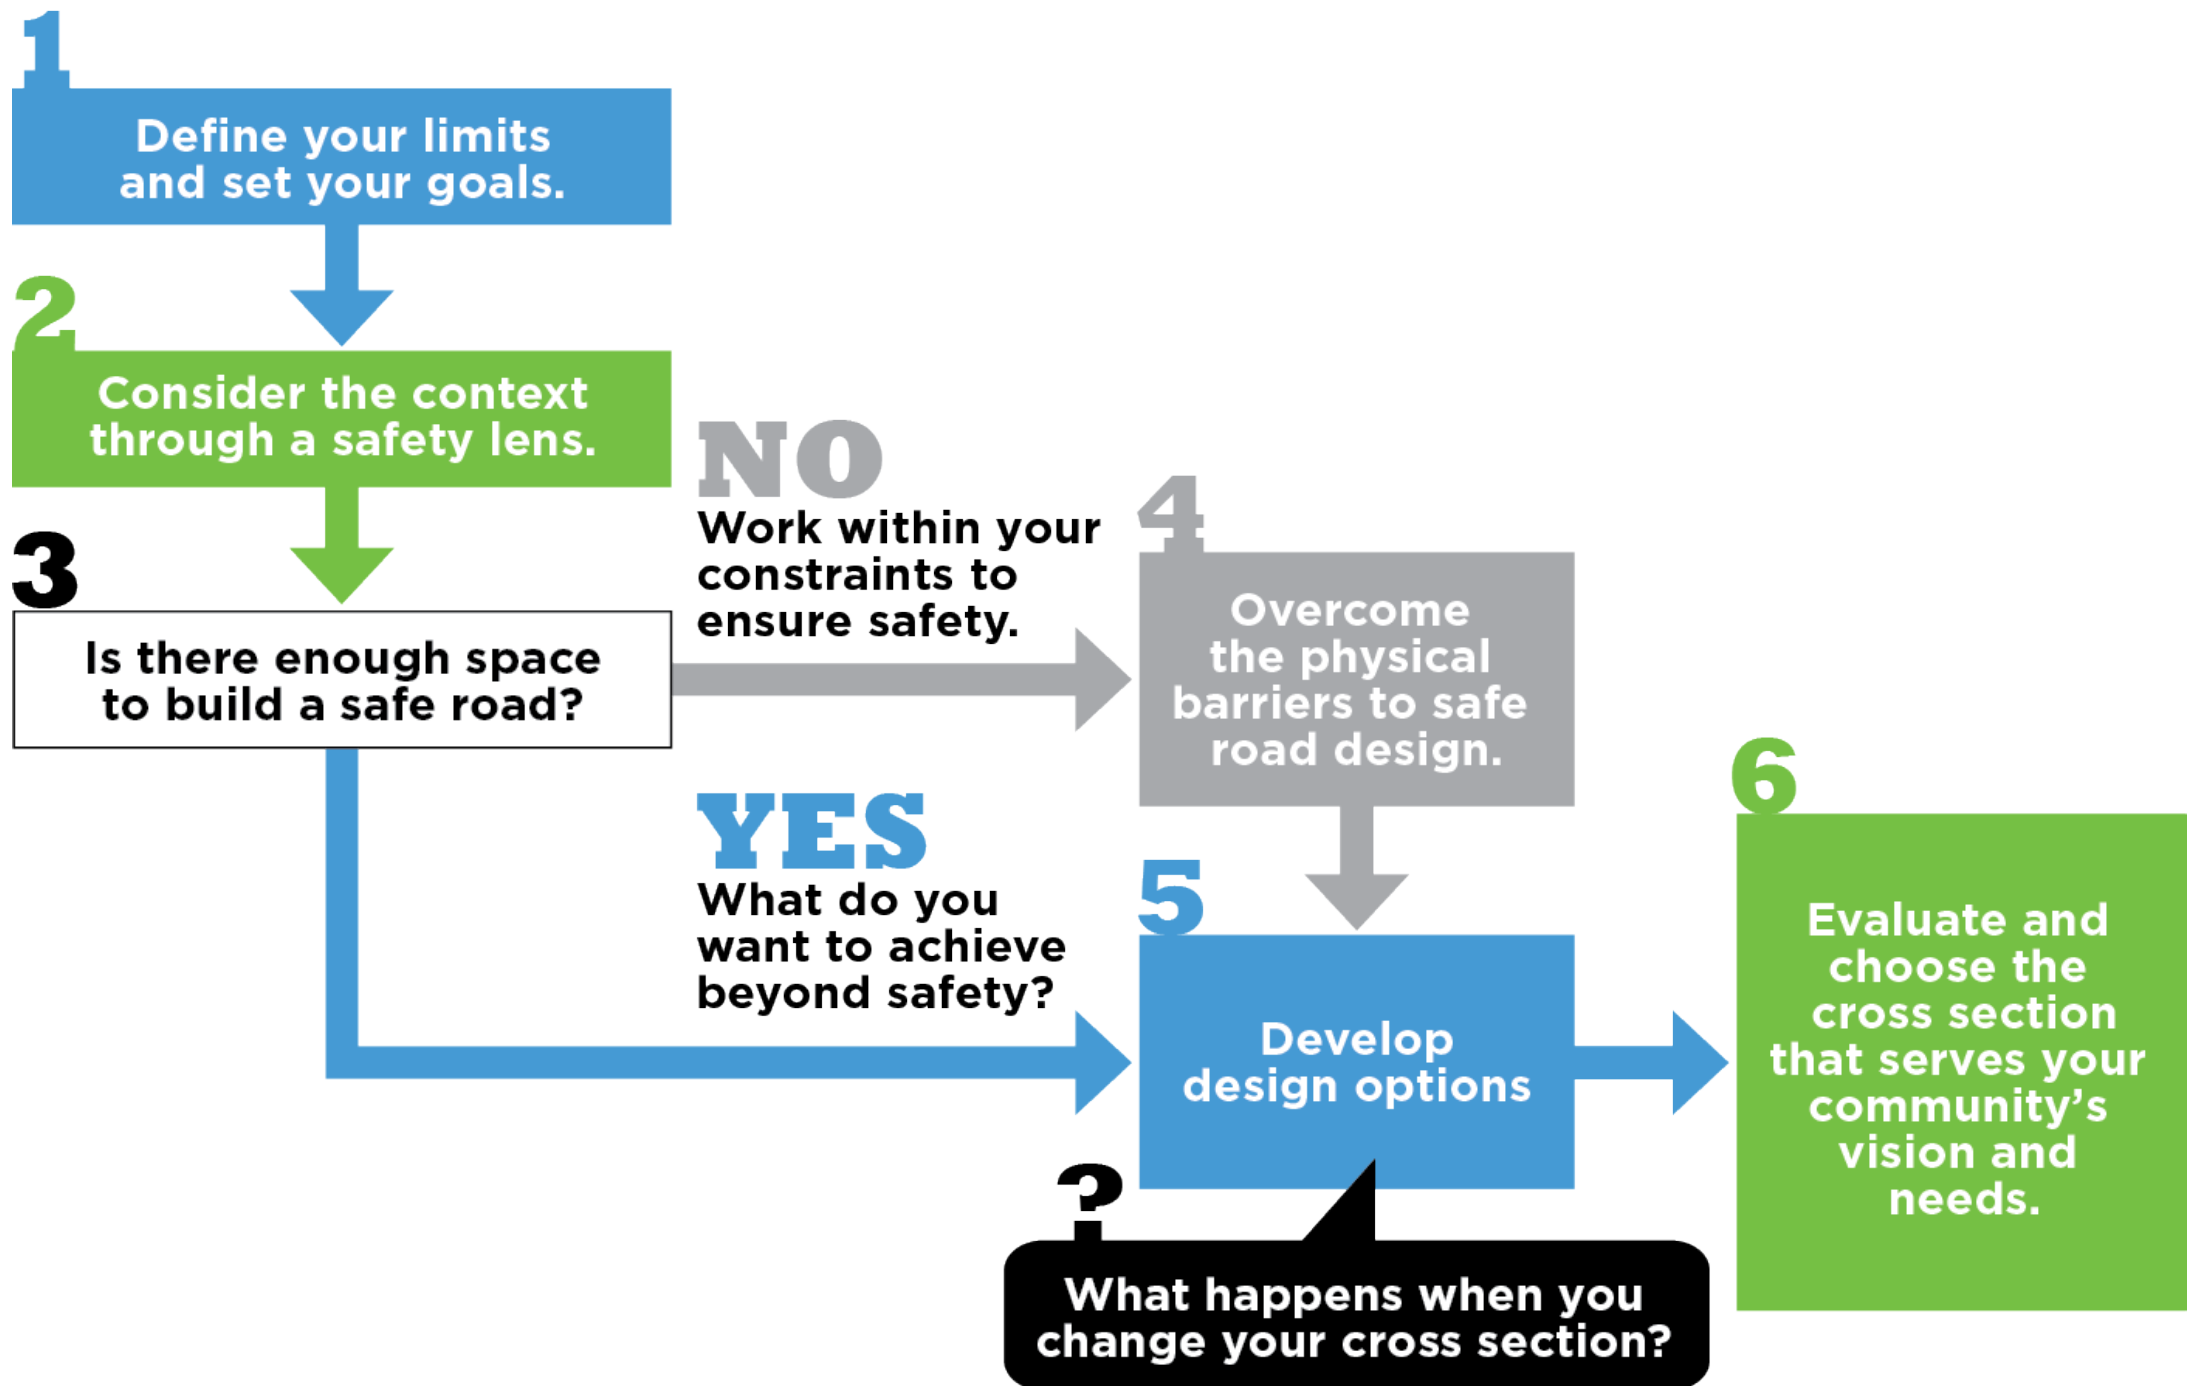 1
Define your limits
and set your goals.
2
Consider the context
through a safety lens.
3
Is there enough space
to build a safe road?
NO
Work within your
constraints to
ensure safety.
4
Overcome
the physical
barriers to safe
road design.
YES
What do you
want to achieve
beyond safety?
5
Develop
design options
?
What happens when you
change your cross section?
6
Evaluate and
choose the
cross section
that serves your
community’s
vision and
needs.